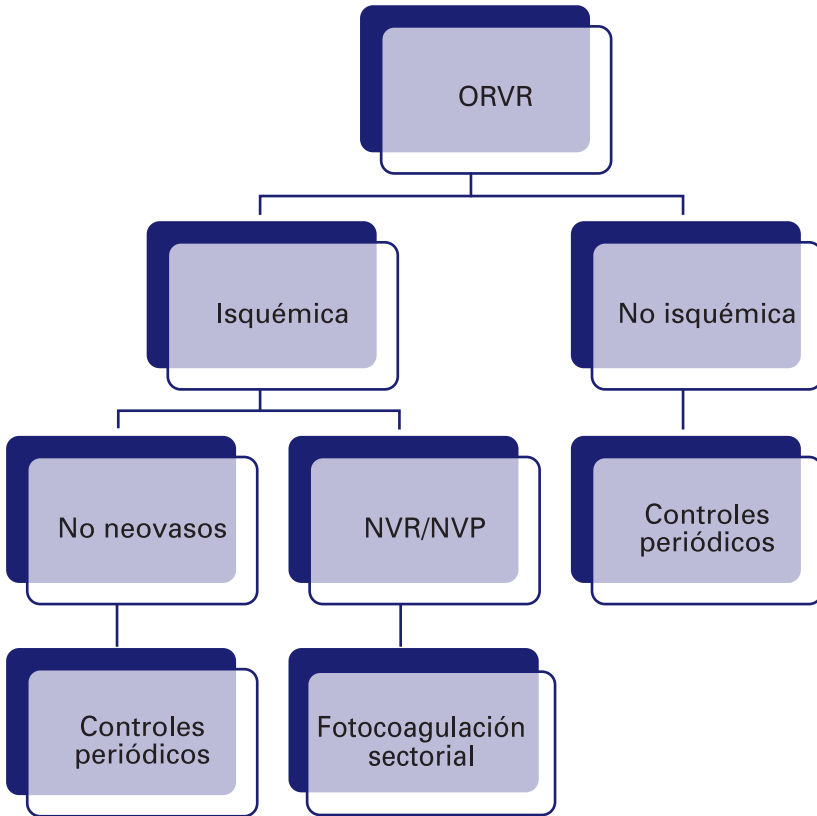 ORVR
Isquémica
No isquémica
No neovasos
NVR/NVP
Controles
periódicos
Controles
periódicos
Fotocoagulación
sectorial